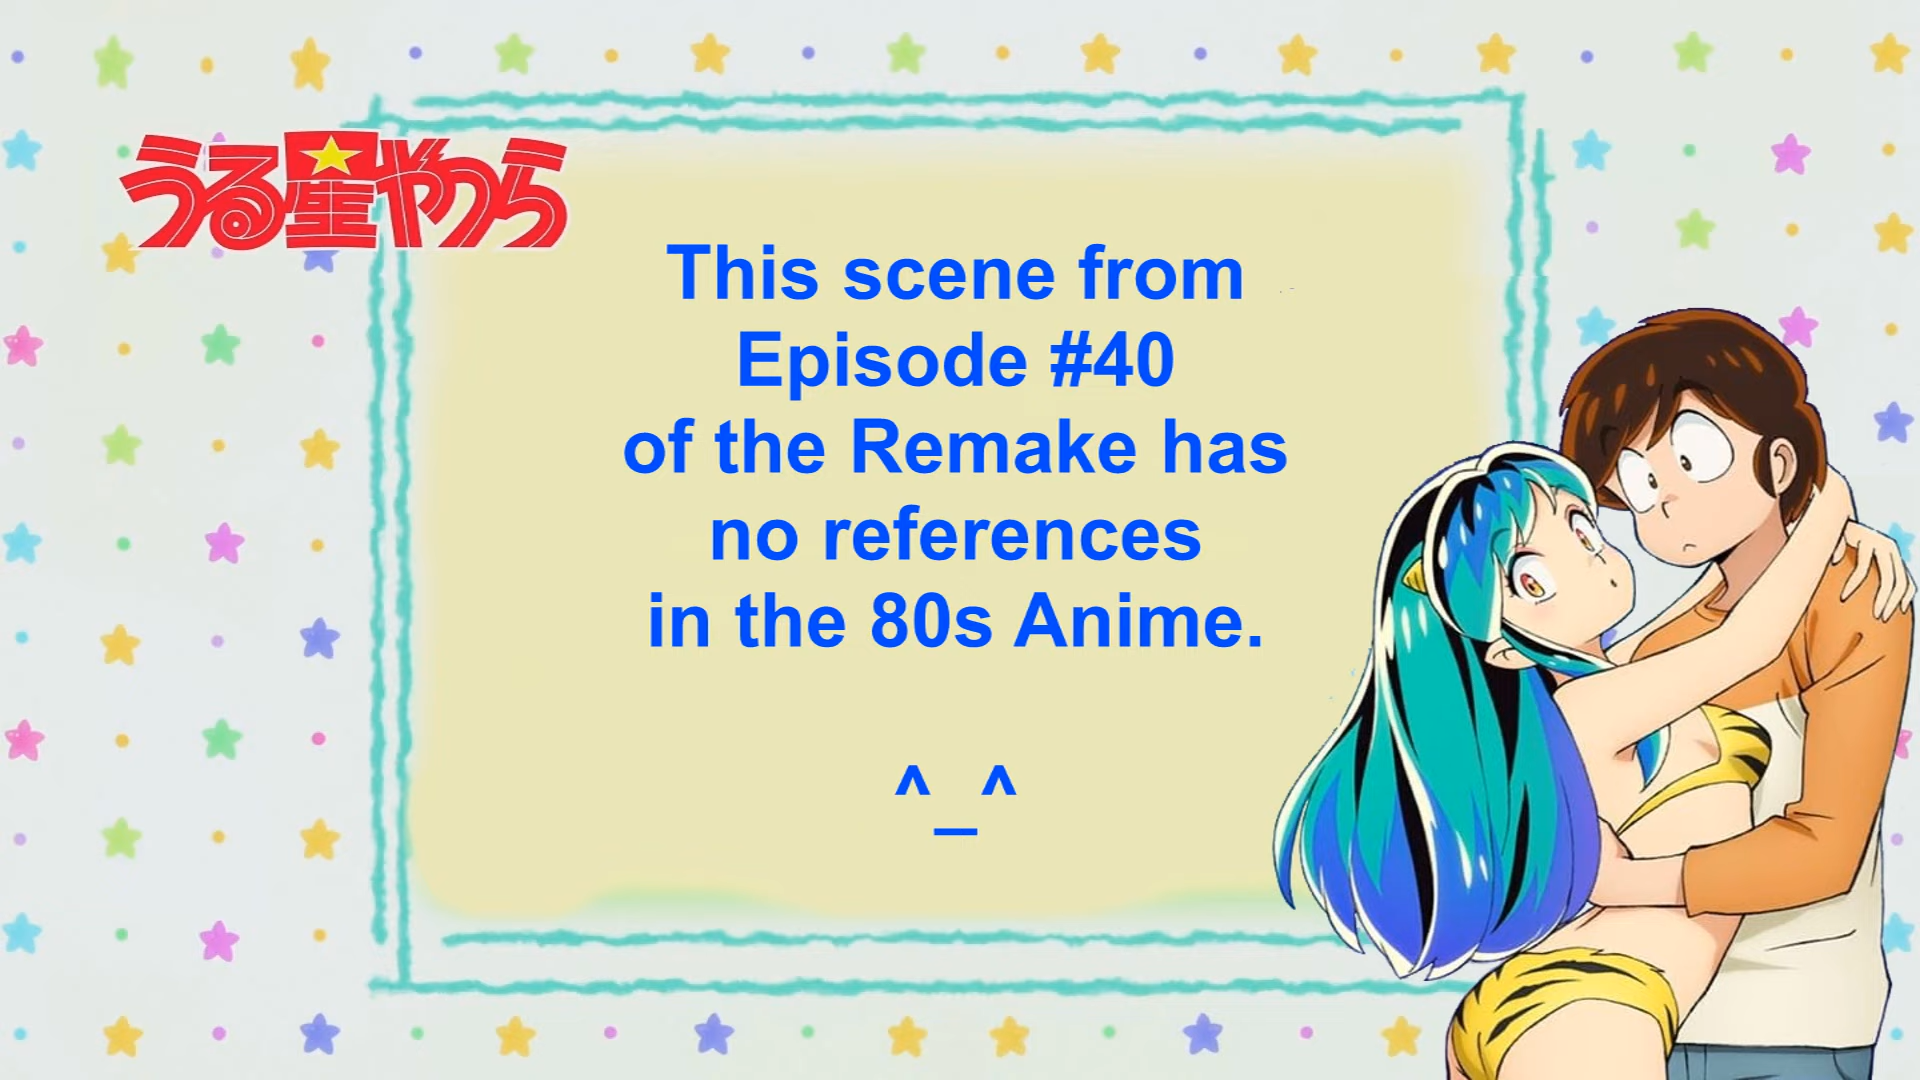 うる星やつら
This scene from
Episode #40
of the Remake has
no references
in the 80s Anime.
^_^